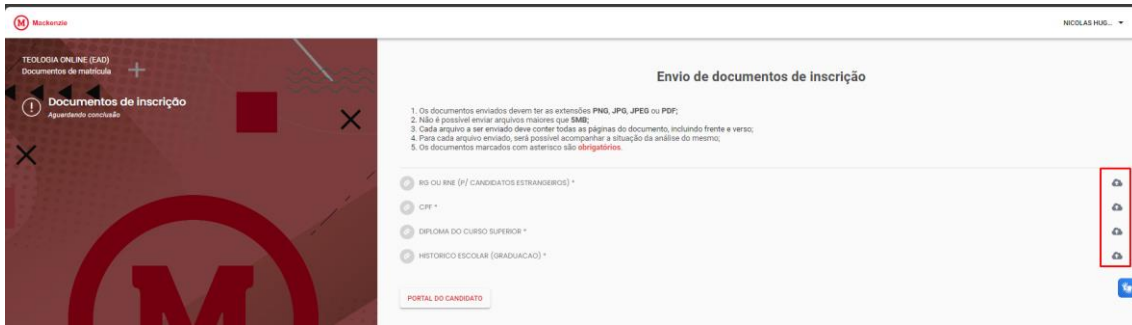 Mackenzie
NICOLAS HUG...
TEOLOGIA ONLINE (EAD)
Documentos de matrícula
Documentos de inscrição
Aguardando conclusão
Envio de documentos de inscrição
1. Os documentos enviados devem ter as extensões PNG, JPG, JPEG ou PDF;
2. Não é possível enviar arquivos maiores que 5MB;
3. Cada arquivo a ser enviado deve conter todas as páginas do documento, incluindo frente e verso;
4. Para cada arquivo enviado, será possível acompanhar a situação da análise do mesmo;
5. Os documentos marcados com asterisco são obrigatórios.
RG OU RNE (P/ CANDIDATOS ESTRANGEIROS) *
CPF *
DIPLOMA DO CURSO SUPERIOR *
HISTORICO ESCOLAR (GRADUACAO) *
PORTAL DO CANDIDATO